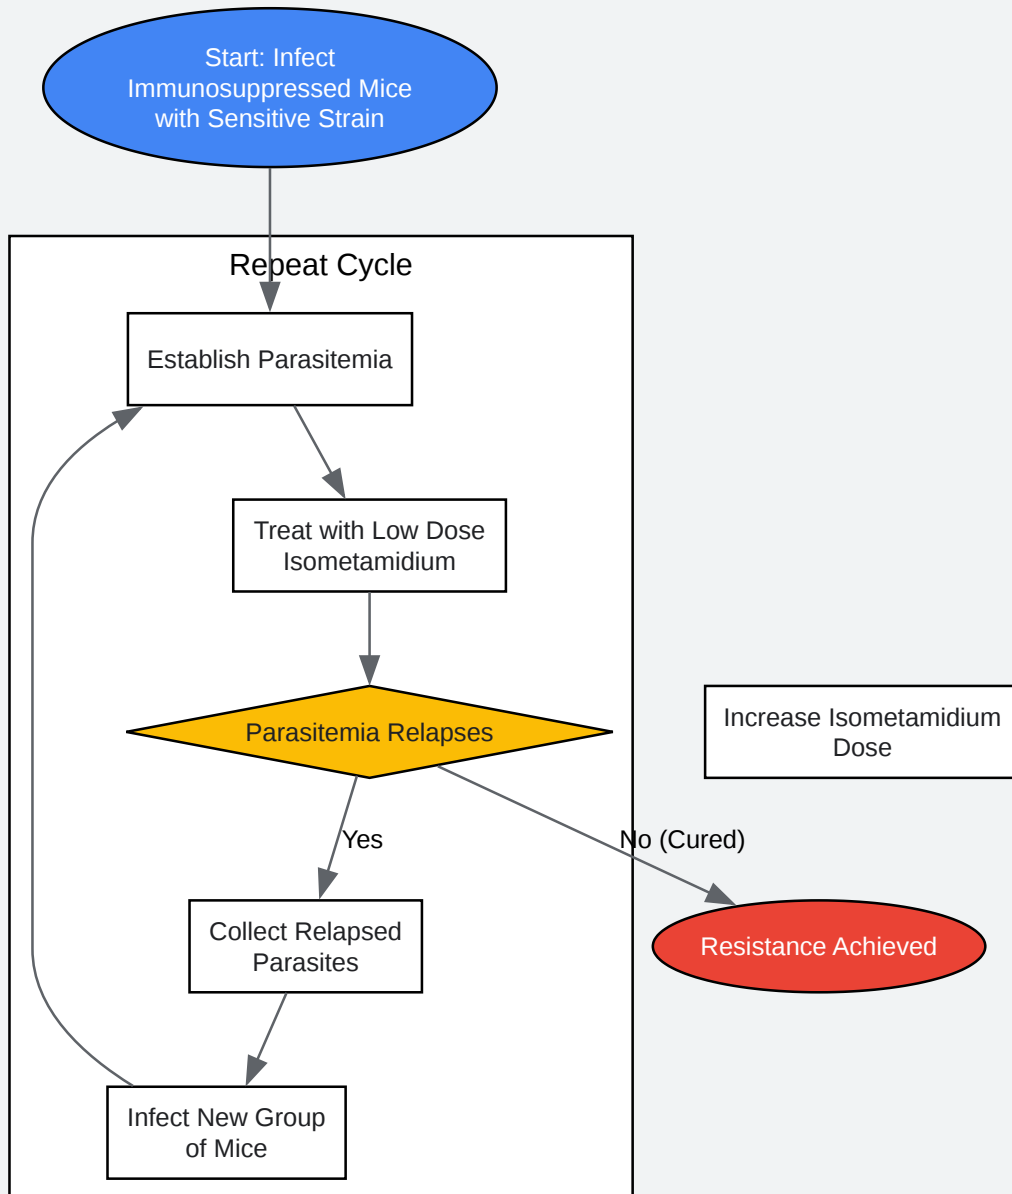 Start: Infect
Immunosuppressed Mice
with Sensitive Strain
Repeat Cycle
Establish Parasitemia
Treat with Low Dose
Isometamidium
Parasitemia Relapses
Increase Isometamidium
Dose
Yes
No (Cured)
Collect Relapsed
Parasites
Resistance Achieved
Infect New Group
of Mice